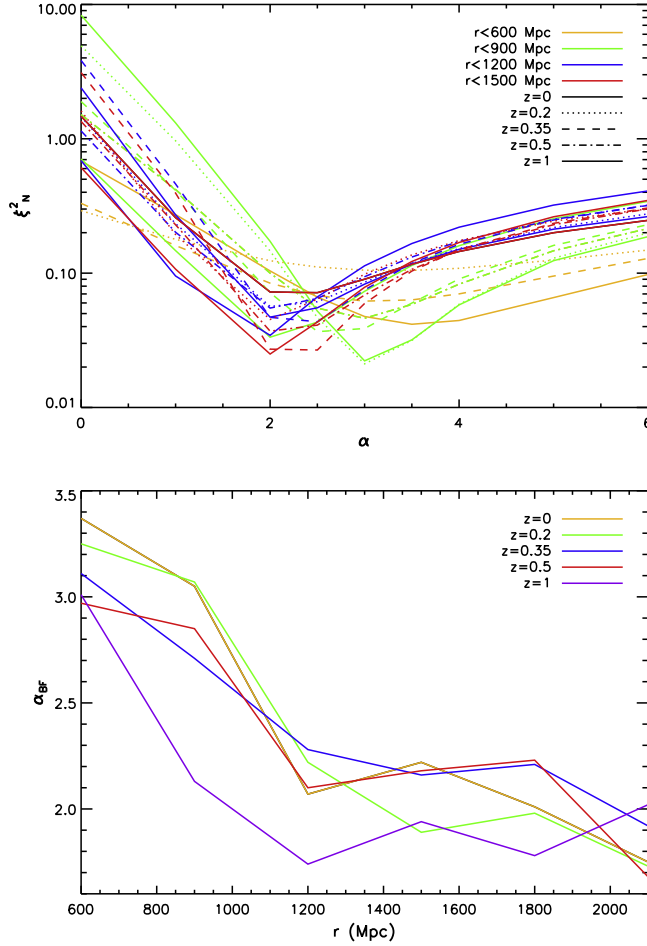 10.00
1.00
0.10
0.01
ξ²N
r<600 Mpc
r<900 Mpc
r<1200 Mpc
r<1500 Mpc
z=0
z=0.2
z=0.35
z=0.5
z=1
0 2 4 6
α
3.5
3.0
2.5
2.0
αBF
z=0
z=0.2
z=0.35
z=0.5
z=1
600 800 1000 1200 1400 1600 1800 2000
r (Mpc)